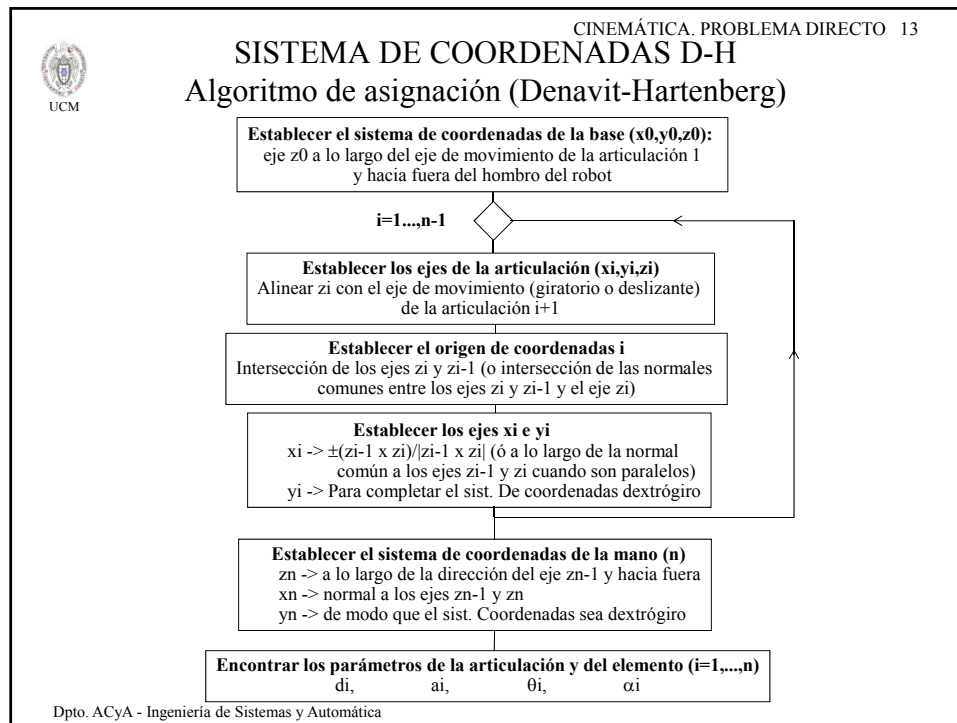 CINEMÁTICA. PROBLEMA DIRECTO 13
SISTEMA DE COORDENADAS D-H
Algoritmo de asignación (Denavit-Hartenberg)
UCM
Establecer el sistema de coordenadas de la base (x0,y0,z0):
eje z0 a lo largo del eje de movimiento de la articulación 1
y hacia fuera del hombro del robot
i=1...,n-1
Establecer los ejes de la articulación (xi,yi,zi)
Alinear zi con el eje de movimiento (giratorio o deslizante)
de la articulación i+1
Establecer el origen de coordenadas i
Intersección de los ejes zi y zi-1 (o intersección de las normales
comunes entre los ejes zi y zi-1 y el eje zi)
Establecer los ejes xi e yi
xi -> ±(zi-1 x zi)/|zi-1 x zi| (ó a lo largo de la normal
común a los ejes zi-1 y zi cuando son paralelos)
yi -> Para completar el sist. De coordenadas dextrógiro
Establecer el sistema de coordenadas de la mano (n)
zn -> a lo largo de la dirección del eje zn-1 y hacia fuera
xn -> normal a los ejes zn-1 y zn
yn -> de modo que el sist. Coordenadas sea dextrógiro
Encontrar los parámetros de la articulación y del elemento (i=1,...,n)
di, ai, θi, αi
Dpto. ACyA - Ingeniería de Sistemas y Automática